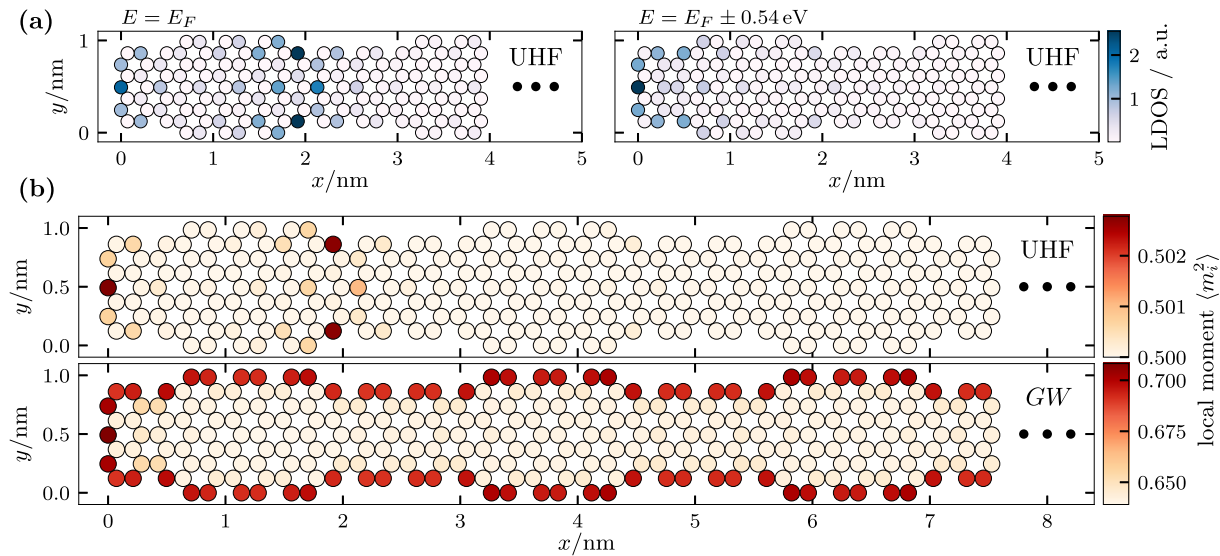 (a)
E = E_F
E = E_F ± 0.54 eV
1
0
y/nm
UHF
0 1 2 3 4 5
x/nm
UHF
0 1 2 3 4 5
x/nm
2
1
LDOS / a.u.
(b)
1.0
0.5
0.0
y/nm
UHF
0.502
0.501
0.500
1.0
0.5
0.0
y/nm
GW
0.700
0.675
0.650
local moment ⟨m_i^2⟩
0 1 2 3 4 5 6 7 8
x/nm